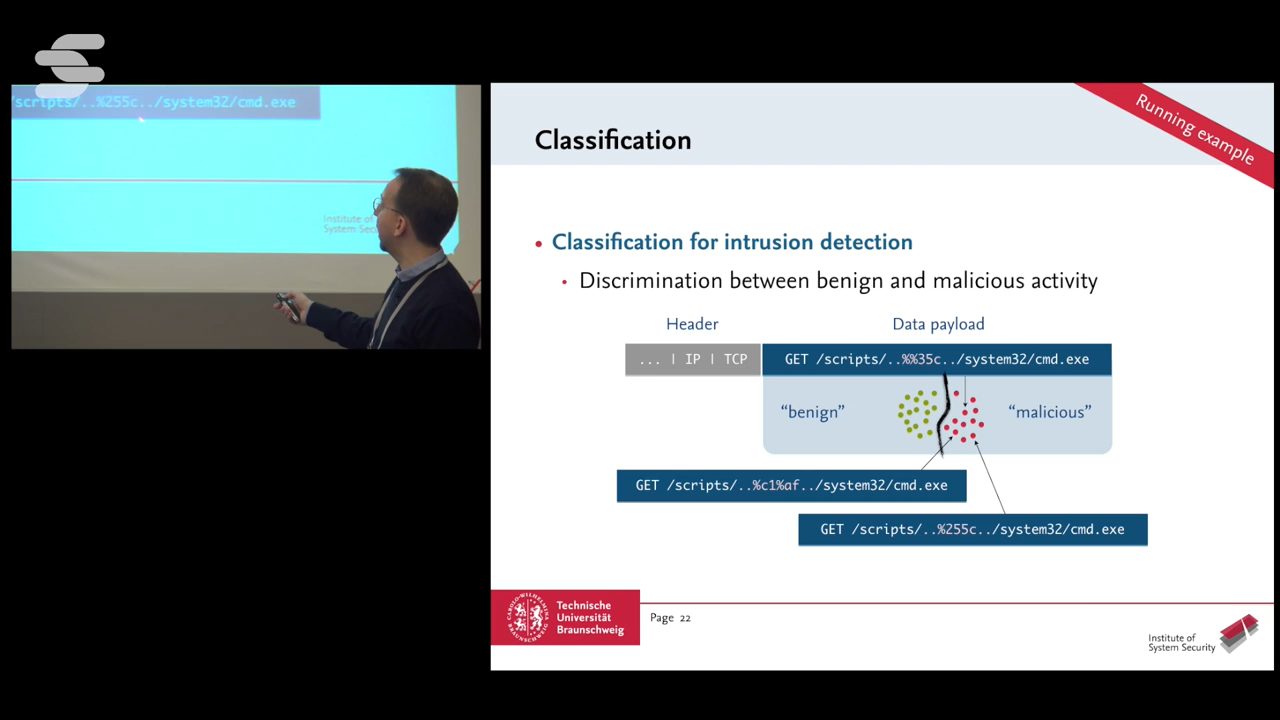 /scripts/..%255c../system32/cmd.exe
Institute of
System Sec
Classification
Running example
• Classification for intrusion detection
• Discrimination between benign and malicious activity
Header
Data payload
... | IP | TCP
GET /scripts/..%%35c../system32/cmd.exe
“benign”
“malicious”
GET /scripts/..%c1%af../system32/cmd.exe
GET /scripts/..%255c../system32/cmd.exe
Technische
Universität
Braunschweig
Page 22
Institute of
System Security